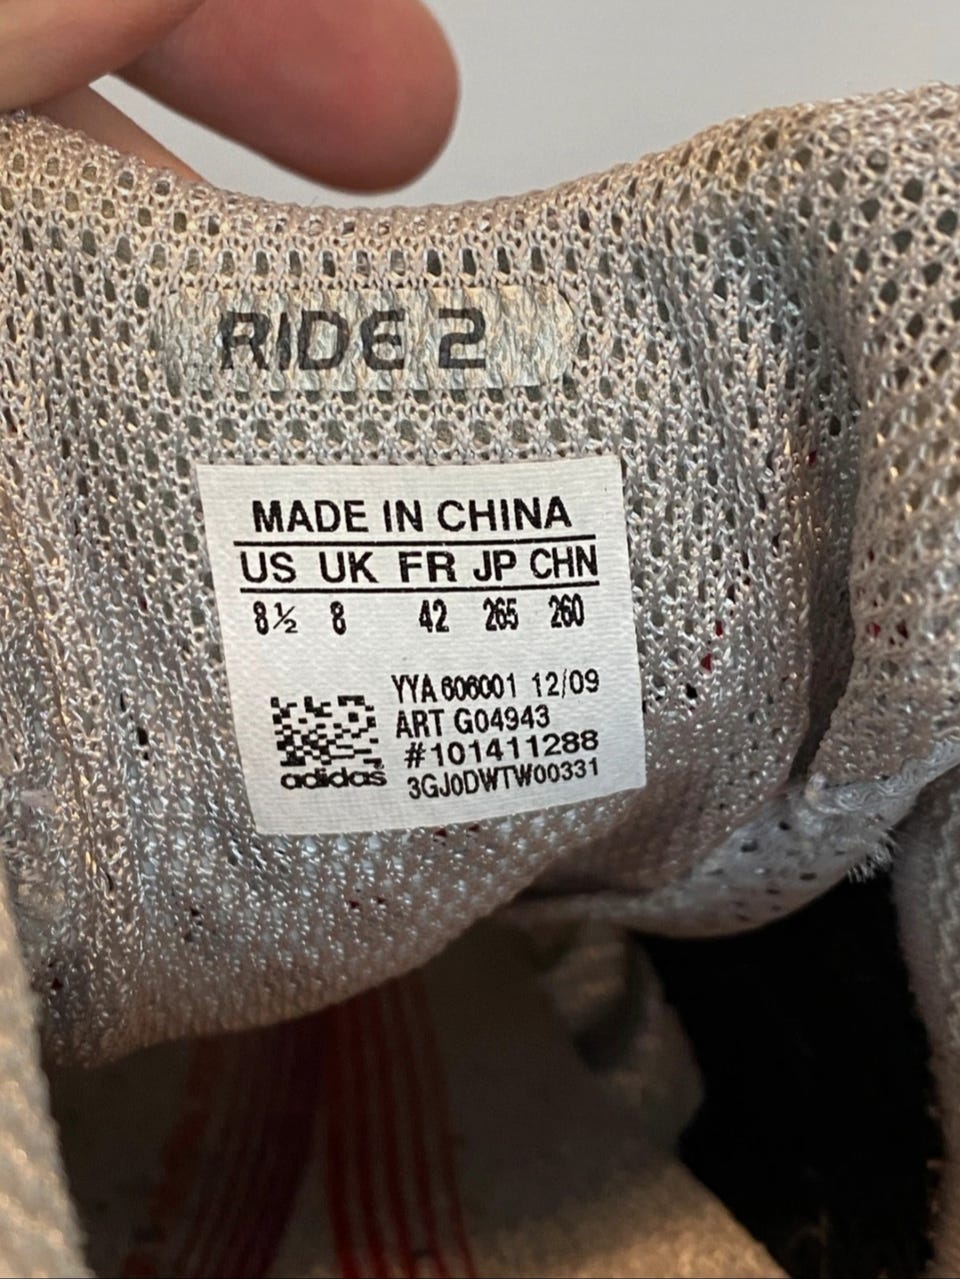 RIDE 2
MADE IN CHINA
US UK FR JP CHN
8½ 8 42 265 260
YYA 606001 12/09
ART G04943
#101411288
adidas 3GJ0DWTW00331